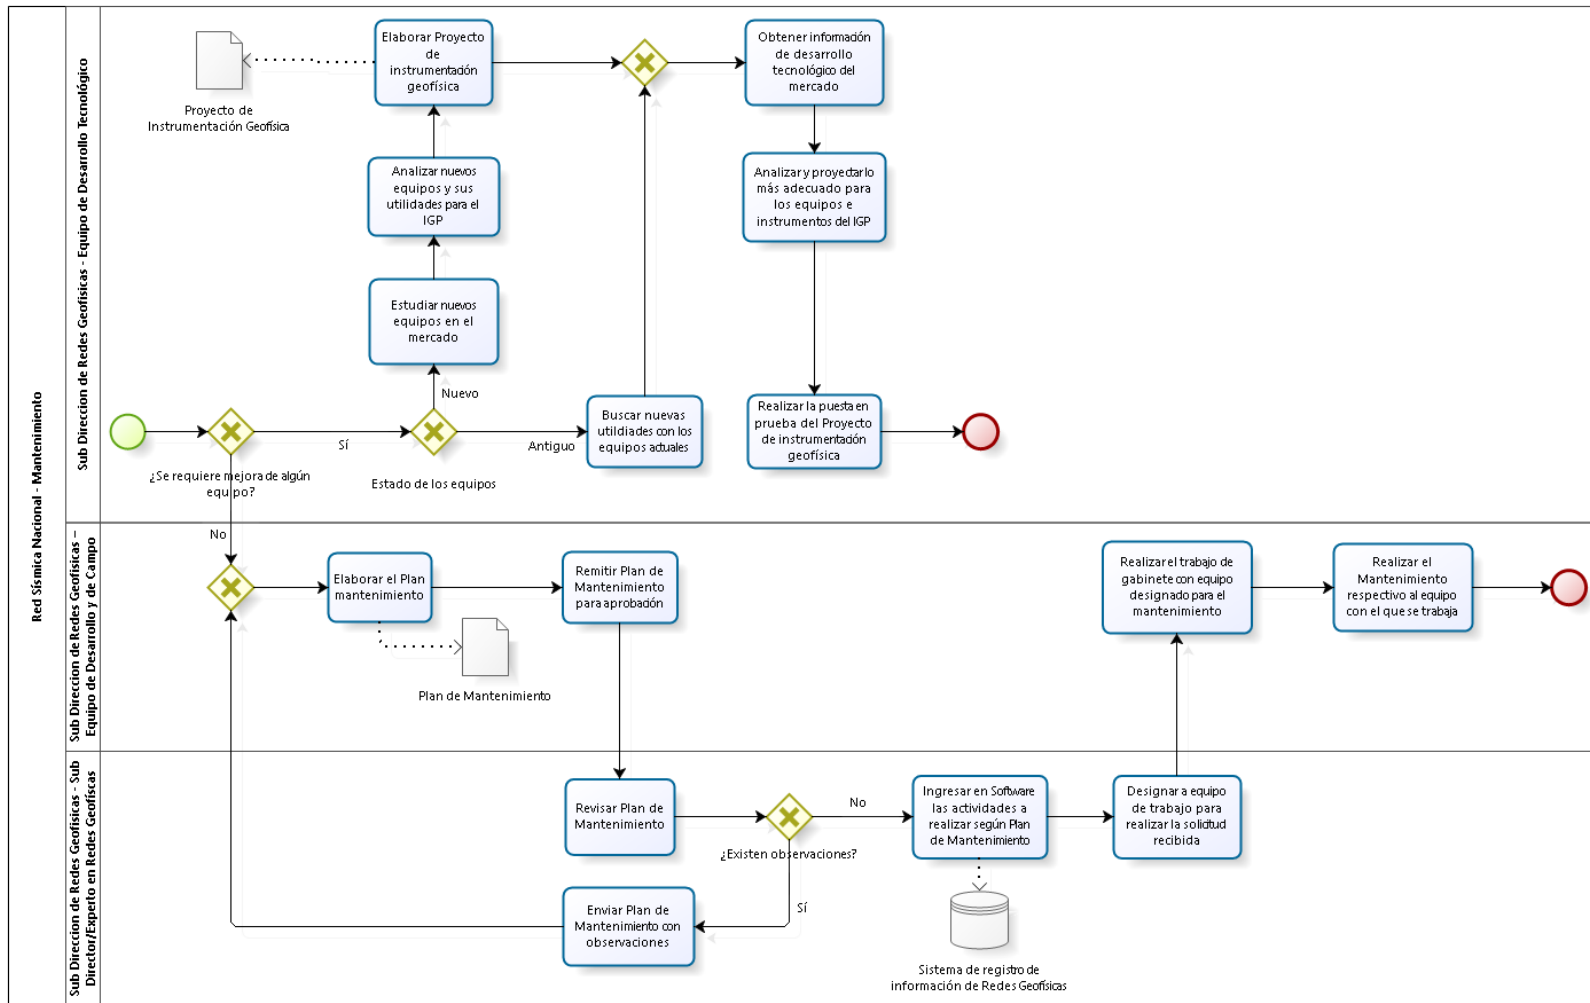 Red Sísmica Nacional - Mantenimiento
Sub Direccion de Redes Geofísicas - Equipo de Desarrollo Tecnológico
Elaborar Proyecto
de
instrumentación
geofísica
Proyecto de
Instrumentación Geofísica
Obtener información
de desarrollo
tecnológico del
mercado
Analizar nuevos
equipos y sus
utilidades para el
IGP
Analizar y proyectar lo
más adecuado para
los equipos e
instrumentos del IGP
Estudiar nuevos
equipos en el
mercado
Nuevo
¿Se requiere mejora de algún
equipo?
Sí
Estado de los equipos
Antiguo
Buscar nuevas
utildiades con los
equipos actuales
Realizar la puesta en
prueba del Proyecto
de instrumentación
geofísica
No
Sub Direccion de Redes Geofísicas –
Equipo de Desarrollo y de Campo
Elaborar el Plan
mantenimiento
Plan de Mantenimiento
Remitir Plan de
Mantenimiento
para aprobación
Realizar el trabajo de
gabinete con equipo
designado para el
mantenimiento
Realizar el
Mantenimiento
respectivo al equipo
con el que se trabaja
Sub Direccion de Redes Geofísicas - Sub
Director/Experto en Redes Geofíscas
Revisar Plan de
Mantenimiento
¿Existen observaciones?
No
Sí
Ingresar en Software
las actividades a
realizar según Plan
de Mantenimiento
Designar a equipo
de trabajo para
realizar la solicitud
recibida
Enviar Plan de
Mantenimiento con
observaciones
Sistema de registro de
información de Redes Geofísicas